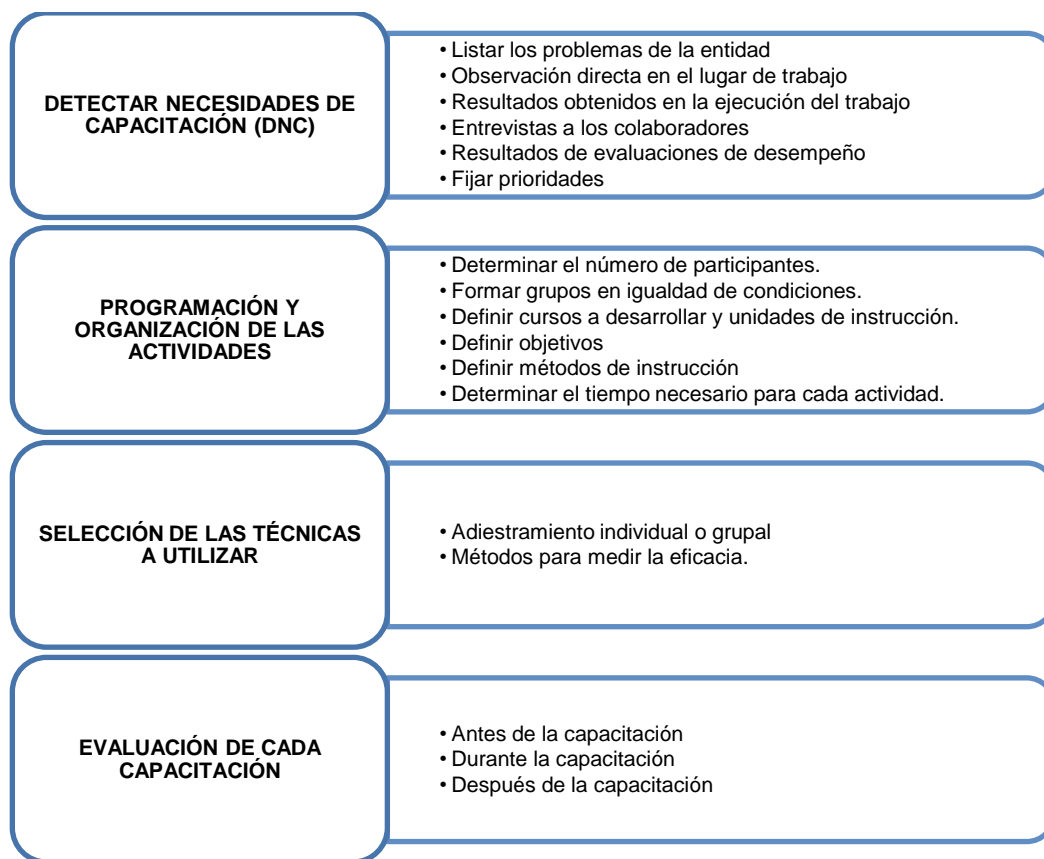 DETECTAR NECESIDADES DE
CAPACITACIÓN (DNC)
• Listar los problemas de la entidad
• Observación directa en el lugar de trabajo
• Resultados obtenidos en la ejecución del trabajo
• Entrevistas a los colaboradores
• Resultados de evaluaciones de desempeño
• Fijar prioridades
PROGRAMACIÓN Y
ORGANIZACIÓN DE LAS
ACTIVIDADES
• Determinar el número de participantes.
• Formar grupos en igualdad de condiciones.
• Definir cursos a desarrollar y unidades de instrucción.
• Definir objetivos
• Definir métodos de instrucción
• Determinar el tiempo necesario para cada actividad.
SELECCIÓN DE LAS TÉCNICAS
A UTILIZAR
• Adiestramiento individual o grupal
• Métodos para medir la eficacia.
EVALUACIÓN DE CADA
CAPACITACIÓN
• Antes de la capacitación
• Durante la capacitación
• Después de la capacitación